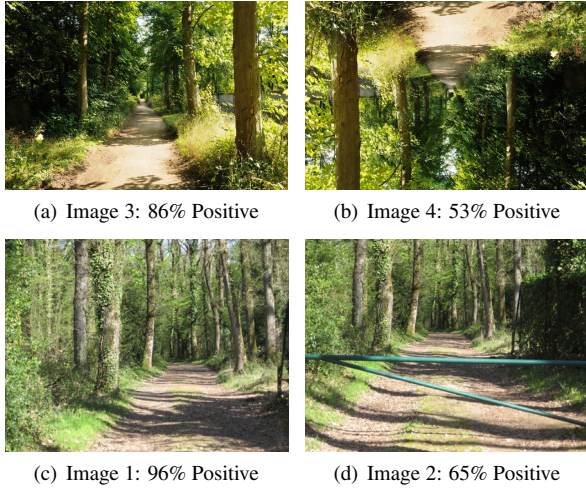 (a) Image 3: 86% Positive
(b) Image 4: 53% Positive
(c) Image 1: 96% Positive
(d) Image 2: 65% Positive